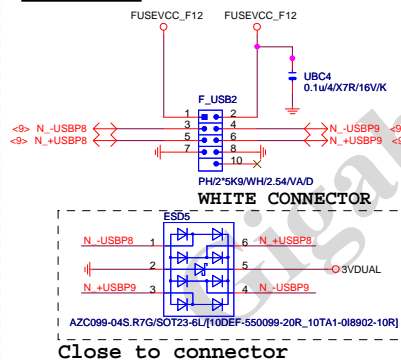 FUSEVCC_F12 FUSEVCC_F12
UBC4
0.1u/4/X7R/16V/K
F_USB2
1 2
<9> N_-USBP8 3 4 N_-USBP9 <9
<9> N_+USBP8 5 6 N_+USBP9 <9
7 8
10
PH/2*5K9/WH/2.54/VA/D
WHITE CONNECTOR
ESD5
N_-USBP8 1 6 N_+USBP8
2 5 3VDUAL
N_+USBP9 3 4 N_-USBP9
AZC099-04S.R7G/SOT23-6L/[10DEF-550099-20R_10TA1-0I8902-10R]
Close to connector
Gigab